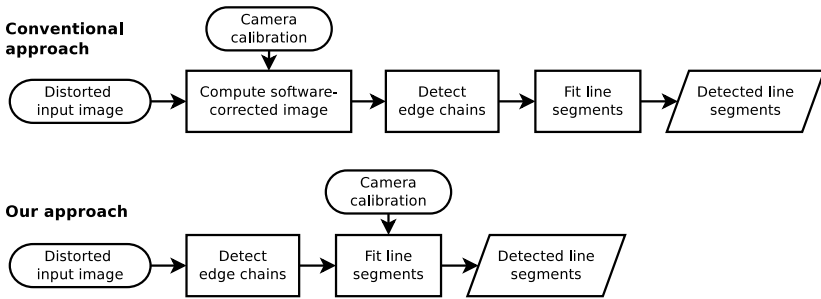 Conventional
approach
Camera
calibration
Distorted
input image
Compute software-
corrected image
Detect
edge chains
Fit line
segments
Detected line
segments
Our approach
Camera
calibration
Distorted
input image
Detect
edge chains
Fit line
segments
Detected line
segments